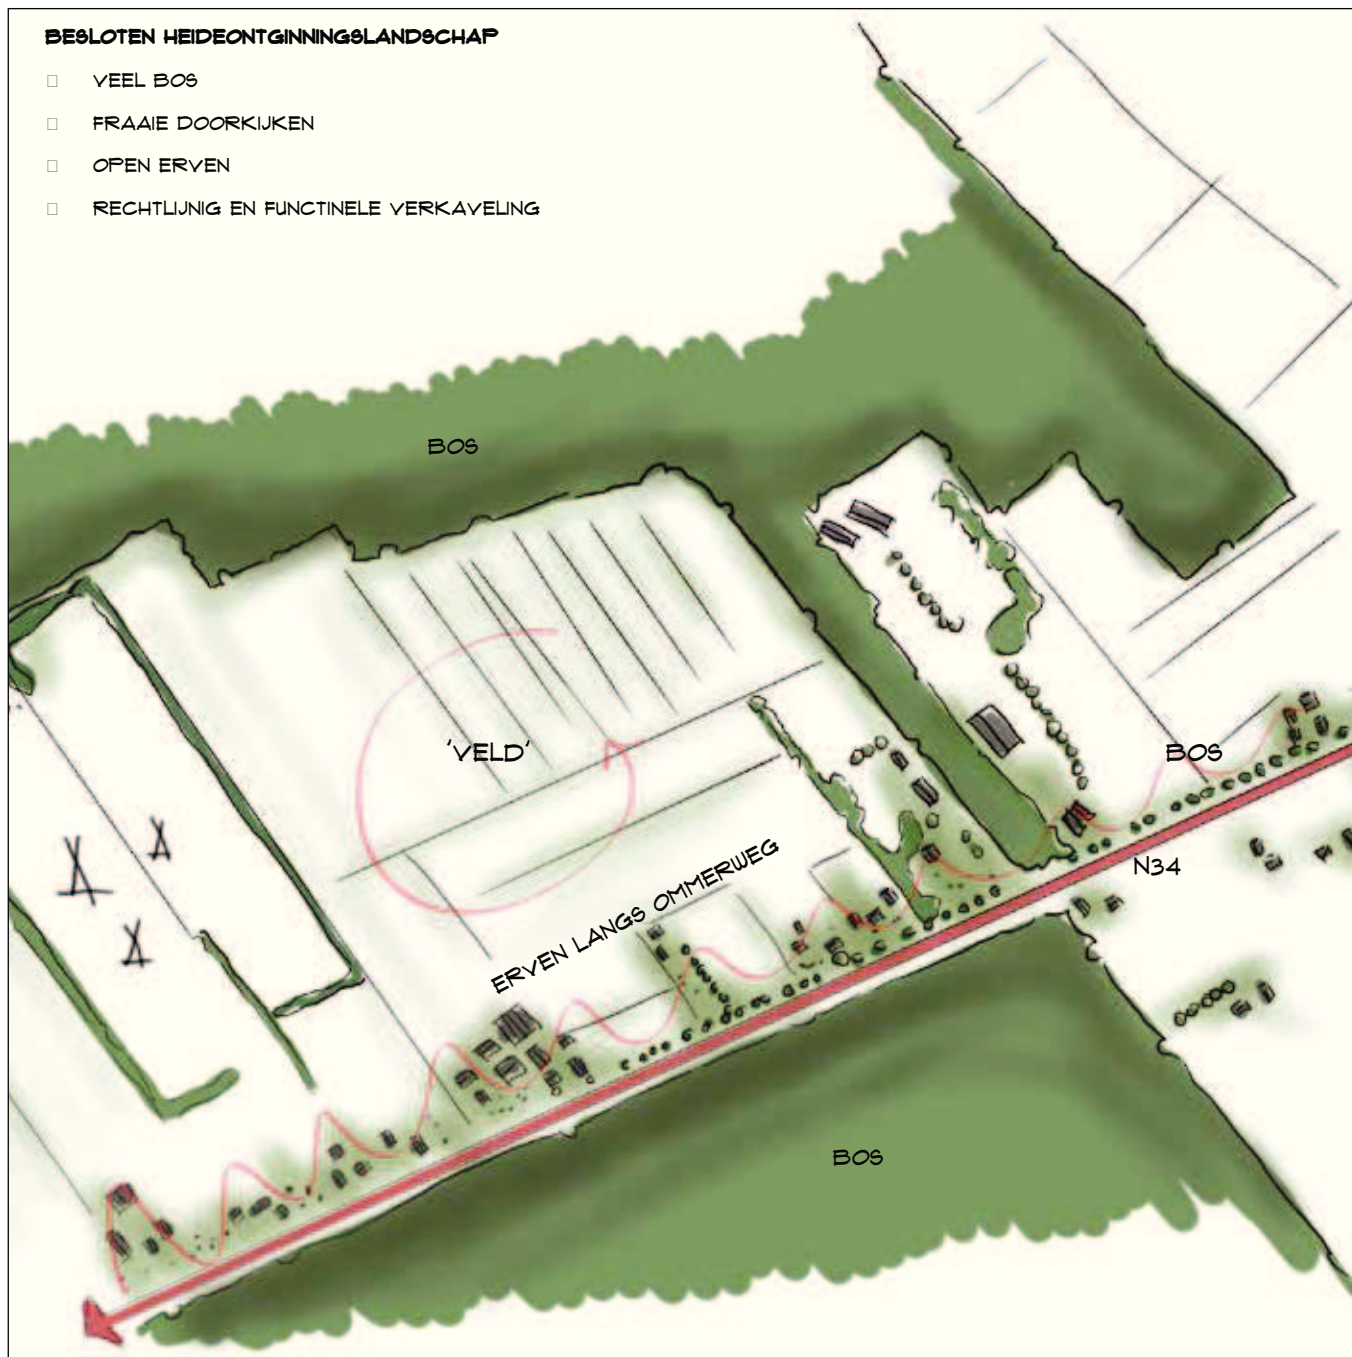 BESLOTEN HEIDEONTGINNINGSLANDSCHAP
VEEL BOS
FRAAIE DOORKIJKEN
OPEN ERVEN
RECHTLIJNIG EN FUNCTINELE VERKAVELING
BOS
'VELD'
BOS
ERVEN LANGS OMMERWEG
N34
BOS